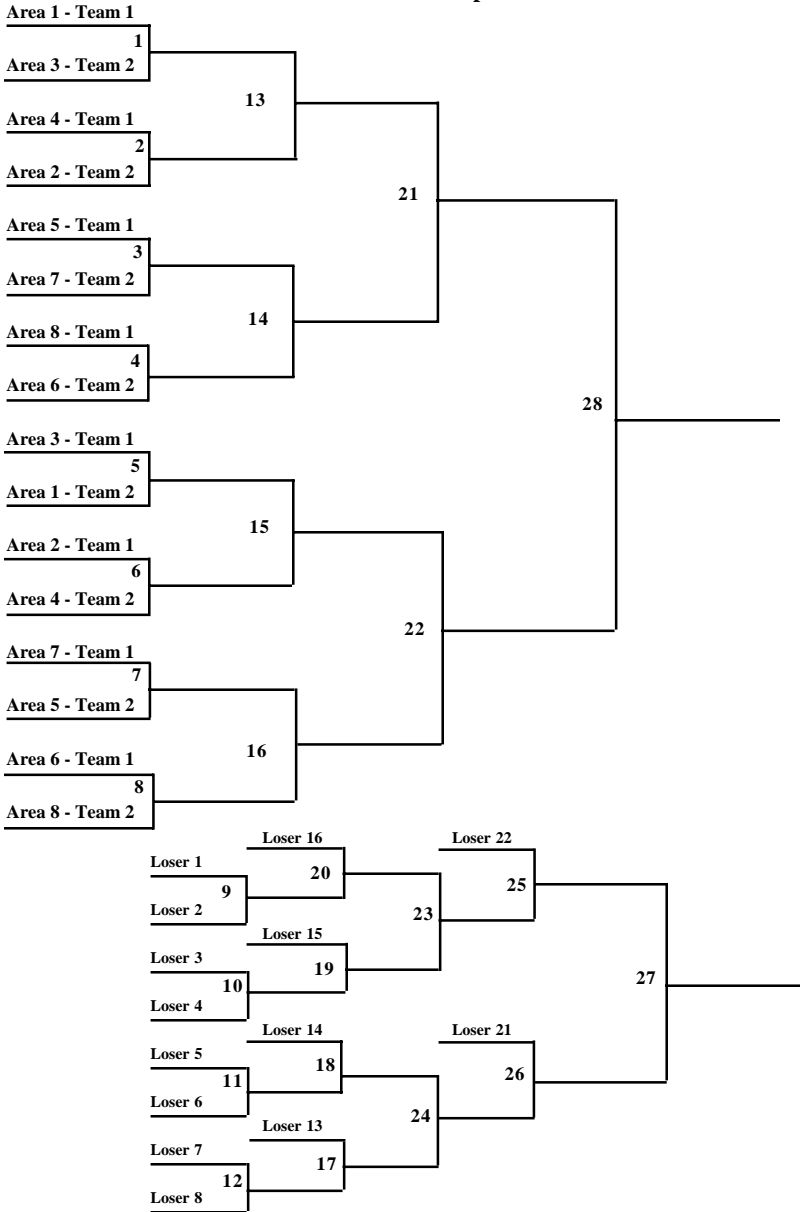 Area 1 - Team 1
1
Area 3 - Team 2
13
Area 4 - Team 1
2
Area 2 - Team 2
21
Area 5 - Team 1
3
Area 7 - Team 2
14
Area 8 - Team 1
4
Area 6 - Team 2
28
Area 3 - Team 1
5
Area 1 - Team 2
15
Area 2 - Team 1
6
Area 4 - Team 2
22
Area 7 - Team 1
7
Area 5 - Team 2
16
Area 6 - Team 1
8
Area 8 - Team 2
Loser 16
Loser 22
Loser 1
20
9
25
Loser 2
23
Loser 15
Loser 3
19
10
27
Loser 4
Loser 14
Loser 21
Loser 5
18
11
26
Loser 6
24
Loser 13
Loser 7
17
12
Loser 8